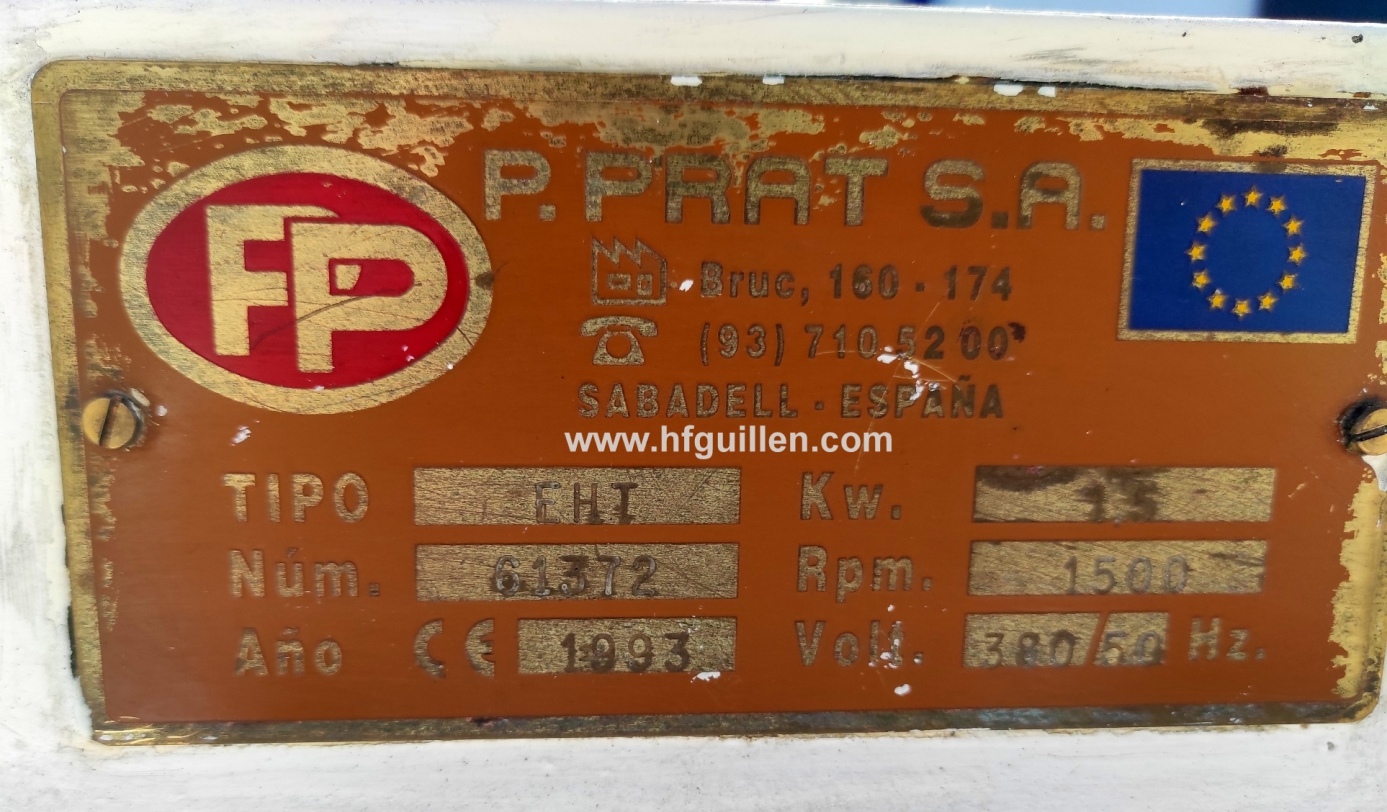 FP
P. PRAT S.A.
Bruc, 160 - 174
(93) 710 52 00
SABADELL - ESPAÑA
www.hfguillen.com
TIPO EHT Kw. 15
Núm. 61372 Rpm. 1500
Año CE 1993 Volt. 380/50 Hz.